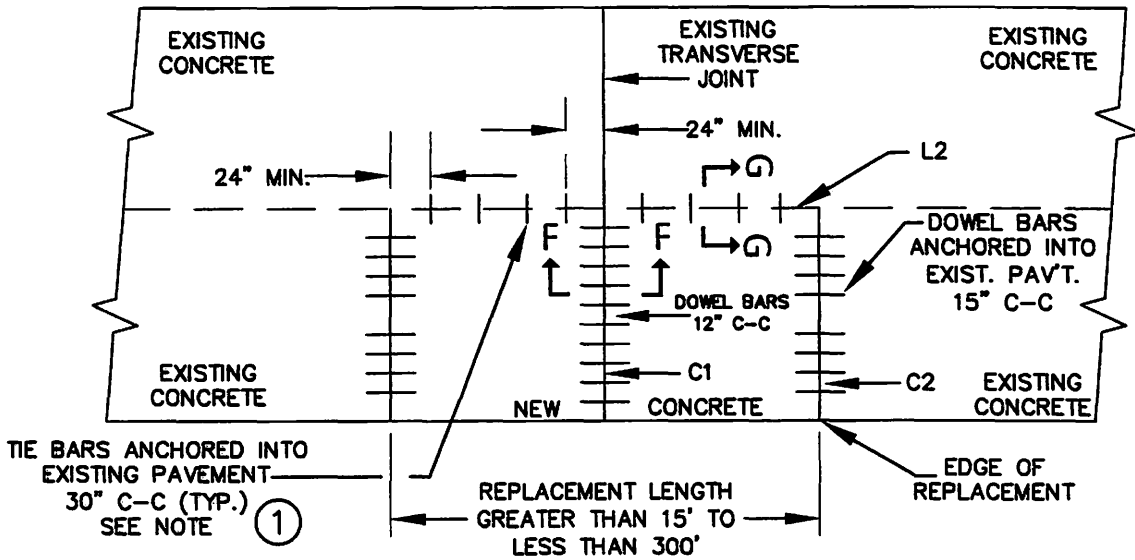 EXISTING
CONCRETE
EXISTING
TRANSVERSE
JOINT
EXISTING
CONCRETE
24" MIN.
24" MIN.
L2
G
G
F
F
DOWEL BARS
ANCHORED INTO
EXIST. PAV'T.
15" C-C
DOWEL BARS
12" C-C
EXISTING
CONCRETE
C1
C2
EXISTING
CONCRETE
NEW
CONCRETE
TIE BARS ANCHORED INTO
EXISTING PAVEMENT
30" C-C (TYP.)
SEE NOTE 1
REPLACEMENT LENGTH
GREATER THAN 15' TO
LESS THAN 300'
EDGE OF
REPLACEMENT